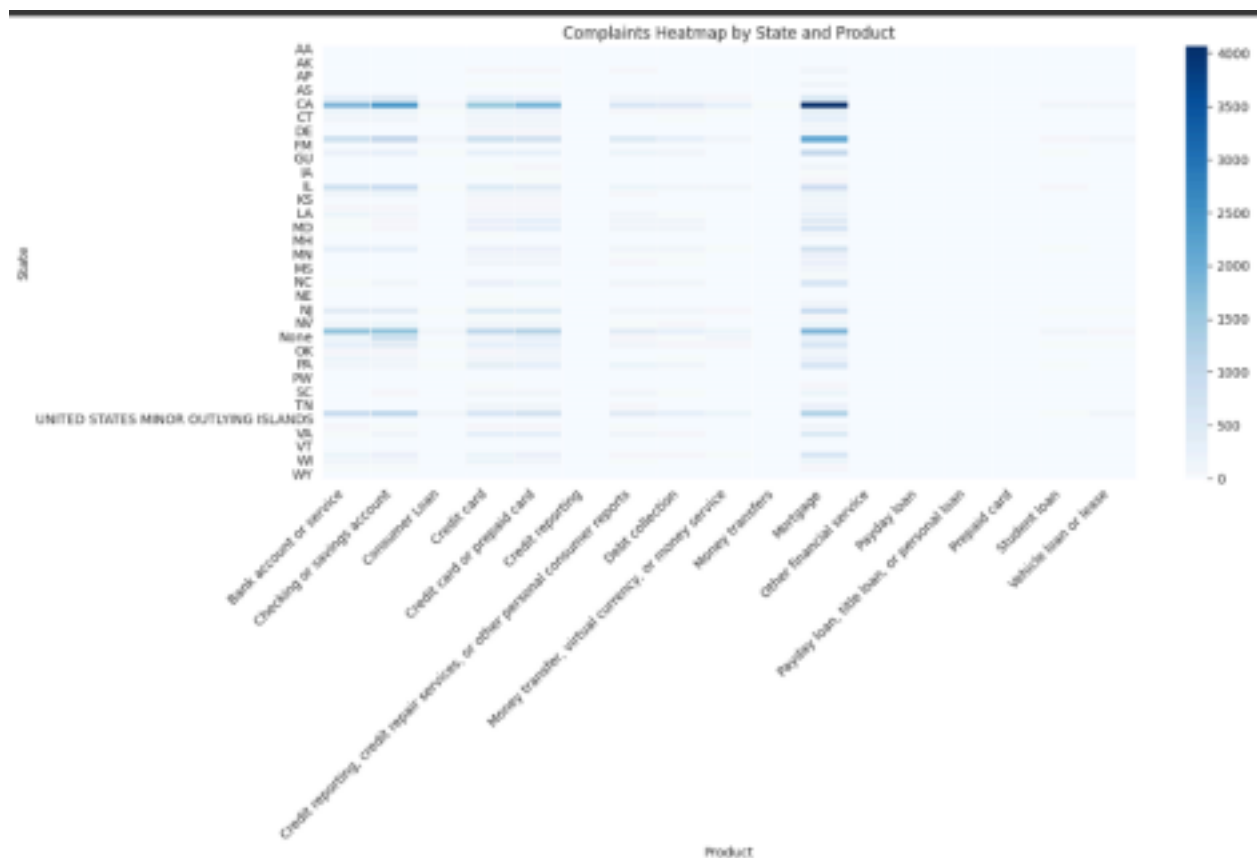 Complaints Heatmap by State and Product
State
AA
AK
AP
AS
CA
CT
DE
FM
GU
IA
IL
KS
LA
MD
MH
MN
MS
NC
NE
NJ
NV
None
OK
PA
PW
SC
TN
UNITED STATES MINOR OUTLYING ISLANDS
VA
VT
WI
WY
4000
3500
3000
2500
2000
1500
1000
500
0
Bank account or service
Checking or savings account
Consumer Loan
Credit card
Credit card or prepaid card
Credit reporting
Credit reporting, credit repair services, or other personal consumer reports
Debt collection
Money transfer, virtual currency, or money service
Money transfers
Mortgage
Other financial service
Payday loan
Payday loan, title loan, or personal loan
Prepaid card
Student loan
Vehicle loan or lease
Product